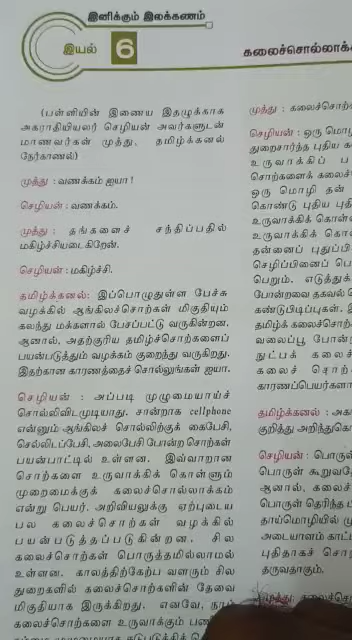 இனிக்கும் இலக்கணம்
இயல் 6
கலைச்சொல்லாக்
(பள்ளியின் இணைய இதழுக்காக
அகராதியியலர் செழியன் அவர்களுடன்
மாணவர்கள் முத்து, தமிழ்க்கனல்
நேர்காணல்)
முத்து : வணக்கம் ஐயா!
செழியன் : வணக்கம்.
முத்து : தங்களைச் சந்திப்பதில்
மகிழ்ச்சியடைகிறேன்.
செழியன் : மகிழ்ச்சி.
தமிழ்க்கனல்: இப்பொழுதுள்ள பேச்சு
வழக்கில் ஆங்கிலச்சொற்கள் மிகுதியும்
கலந்து மக்களால் பேசப்பட்டு வருகின்றன.
ஆனால், அதற்குரிய தமிழ்ச்சொற்களைப்
பயன்படுத்தும் வழக்கம் குறைந்து வருகிறது.
இதற்கான காரணத்தைச் சொல்லுங்கள் ஐயா.
செழியன் : அப்படி முழுமையாய்ச்
சொல்லிவிடமுடியாது. சான்றாக cellphone
என்னும் ஆங்கிலச் சொல்லிற்குக் கைபேசி,
செல்லிடப்பேசி, அலைபேசி போன்ற சொற்கள்
பயன்பாட்டில் உள்ளன. இவ்வாறான
சொற்களை உருவாக்கிக் கொள்ளும்
முறைமைக்குக் கலைச்சொல்லாக்கம்
என்று பெயர். அறிவியலுக்கு ஏற்புடைய
பல கலைச்சொற்கள் வழக்கில்
பயன்படுத்தப்படுகின்றன. சில
கலைச்சொற்கள் பொருத்தமில்லாமல்
உள்ளன. காலத்திற்கேற்ப வளரும் சில
துறைகளில் கலைச்சொற்களின் தேவை
மிகுதியாக இருக்கிறது. எனவே, நாம்
கலைச்சொற்களை உருவாக்கும்
முத்து : கலைச்சொற்
செழியன் : ஒரு மொழ
துறைசார்ந்த புதிய க
உருவாக்கிப் ப
சொற்களைக் கலைச்
ஒரு மொழி தன்
கொண்டு புதிய புதி
உருவாக்கிக் கொள்
உருவாக்கிக் கொ
தன்னைப் புதுப்பி
செழிப்பினைப் பெ
பெறும். எடுத்துக்
போன்றவை தகவல்
கண்டுபிடிப்புகள்.
தமிழ்க் கலைச்சொற்
வலைப்பூ போன்
நுட்பக் கலைச்
கலைச் சொற்
காரணப்பெயர்களா
தமிழ்க்கனல் : அக
குறித்து அறிந்துகொ
செழியன் : பொருள்
பொருள் கூறுவதே
ஆனால், கலைச்
பொருள் தெரிந்த
தாய்மொழியில் மு
அடையாளம் காட்
புதிதாகச் சொ
தருவதாகும்.